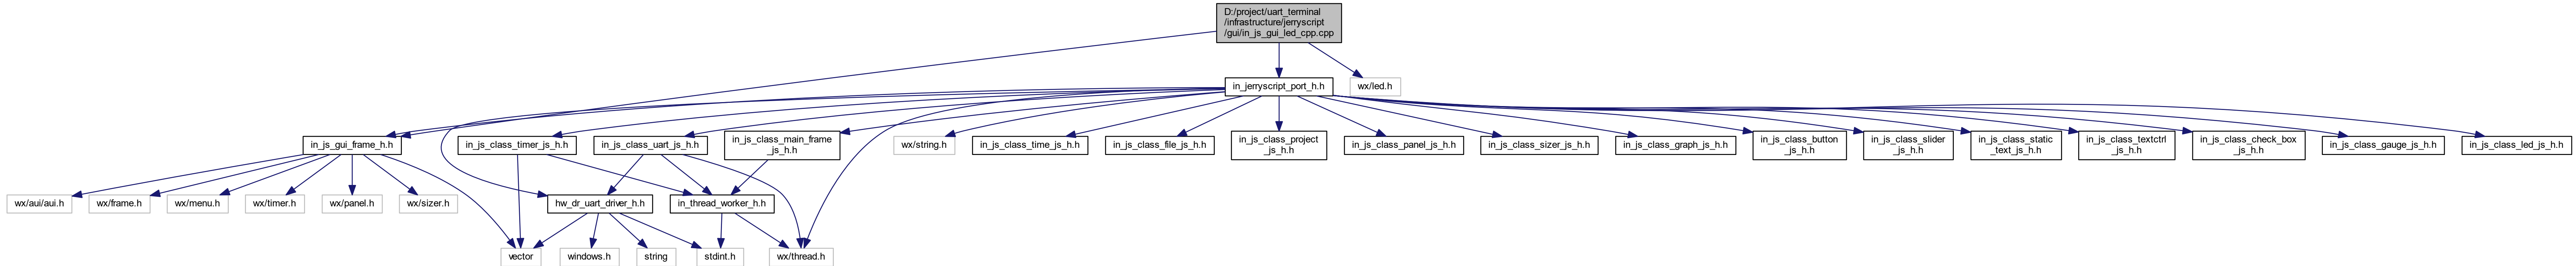 D:/project/uart_terminal
/infrastructure/jerryscript
/gui/in_js_gui_led_cpp.cpp
in_jerryscript_port_h.h
wx/led.h
in_js_gui_frame_h.h
in_js_class_timer_js_h.h
in_js_class_uart_js_h.h
in_js_class_main_frame
_js_h.h
wx/string.h
in_js_class_time_js_h.h
in_js_class_file_js_h.h
in_js_class_project
_js_h.h
in_js_class_panel_js_h.h
in_js_class_sizer_js_h.h
in_js_class_graph_js_h.h
in_js_class_button
_js_h.h
in_js_class_slider
_js_h.h
in_js_class_static
_text_js_h.h
in_js_class_textctrl
_js_h.h
in_js_class_check_box
_js_h.h
in_js_class_gauge_js_h.h
in_js_class_led_js_h.h
wx/aui/aui.h
wx/frame.h
wx/menu.h
wx/timer.h
wx/panel.h
wx/sizer.h
hw_dr_uart_driver_h.h
in_thread_worker_h.h
vector
windows.h
string
stdint.h
wx/thread.h